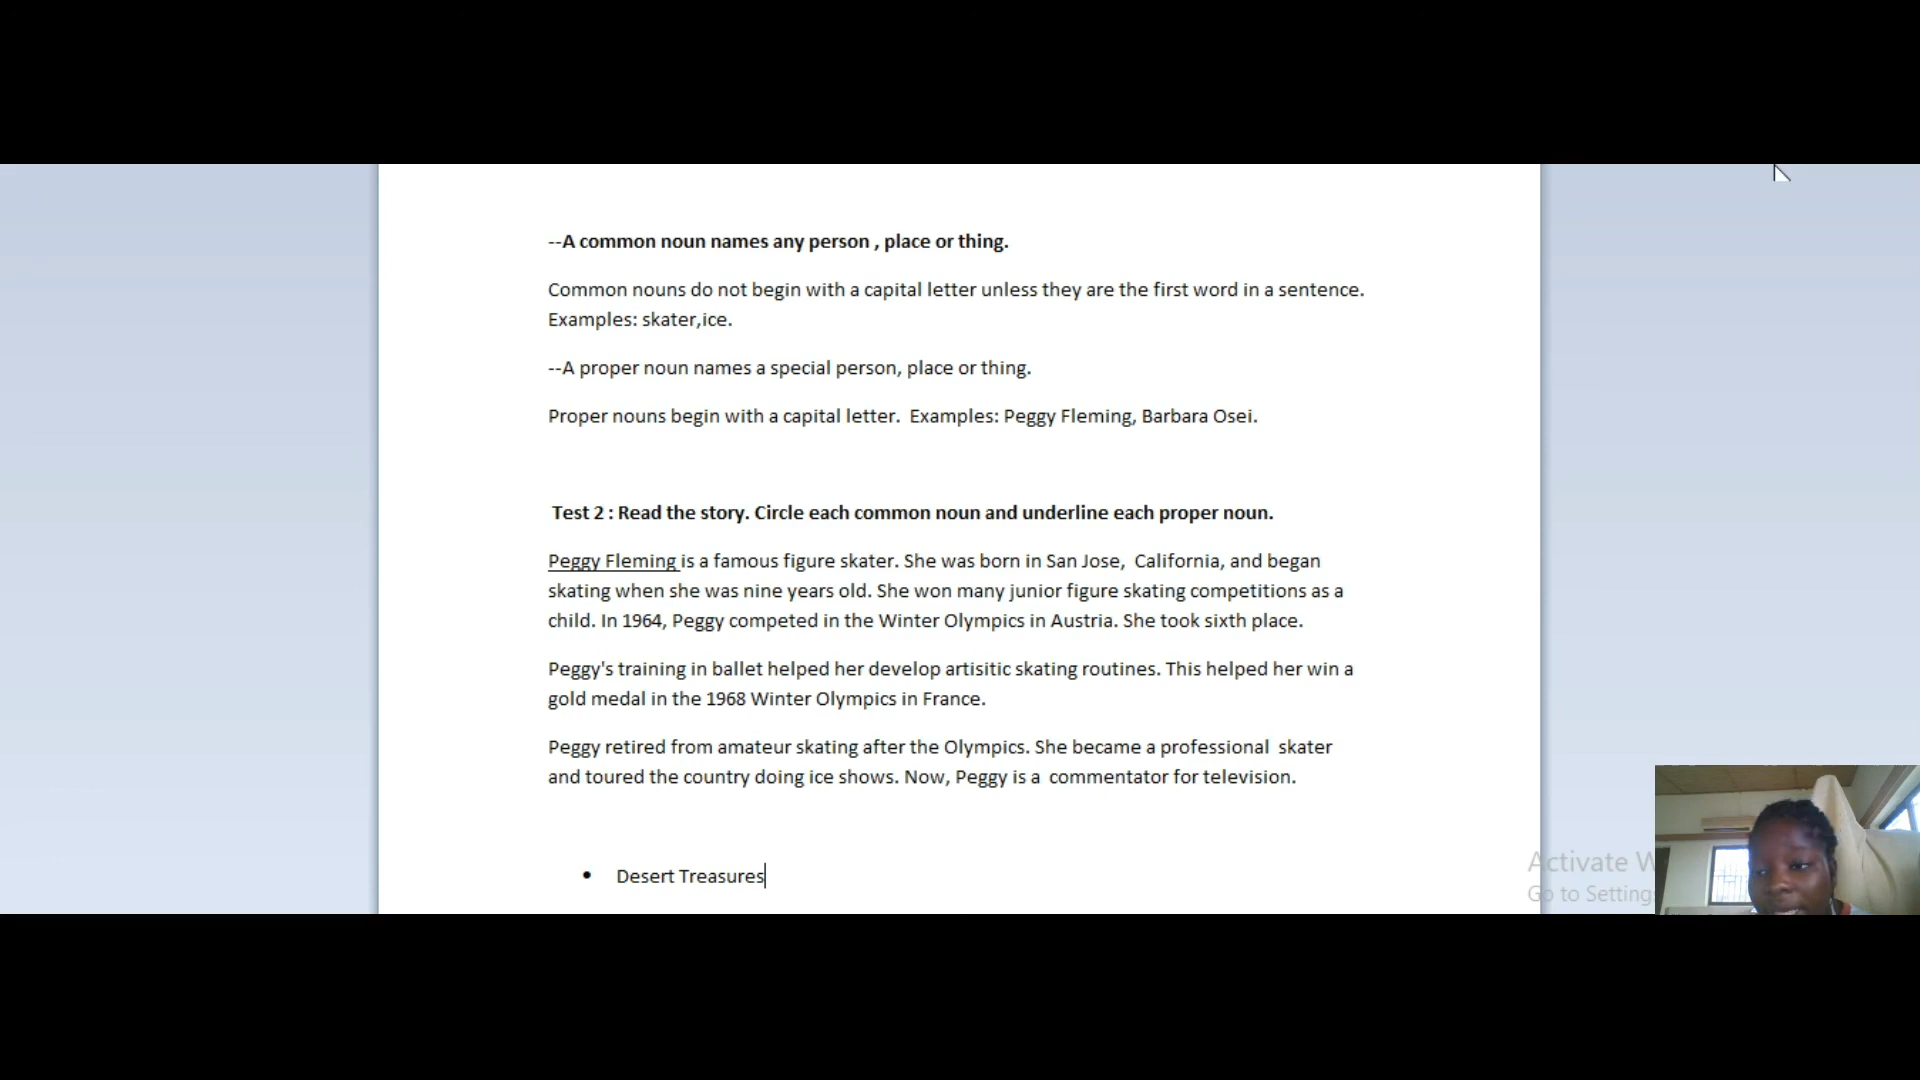 --A common noun names any person , place or thing.
Common nouns do not begin with a capital letter unless they are the first word in a sentence.
Examples: skater,ice.
--A proper noun names a special person, place or thing.
Proper nouns begin with a capital letter.  Examples: Peggy Fleming, Barbara Osei.
Test 2 : Read the story. Circle each common noun and underline each proper noun.
Peggy Fleming is a famous figure skater. She was born in San Jose,  California, and began
skating when she was nine years old. She won many junior figure skating competitions as a
child. In 1964, Peggy competed in the Winter Olympics in Austria. She took sixth place.
Peggy's training in ballet helped her develop artisitic skating routines. This helped her win a
gold medal in the 1968 Winter Olympics in France.
Peggy retired from amateur skating after the Olympics. She became a professional  skater
and toured the country doing ice shows. Now, Peggy is a  commentator for television.
• Desert Treasures
Activate W
Go to Setting